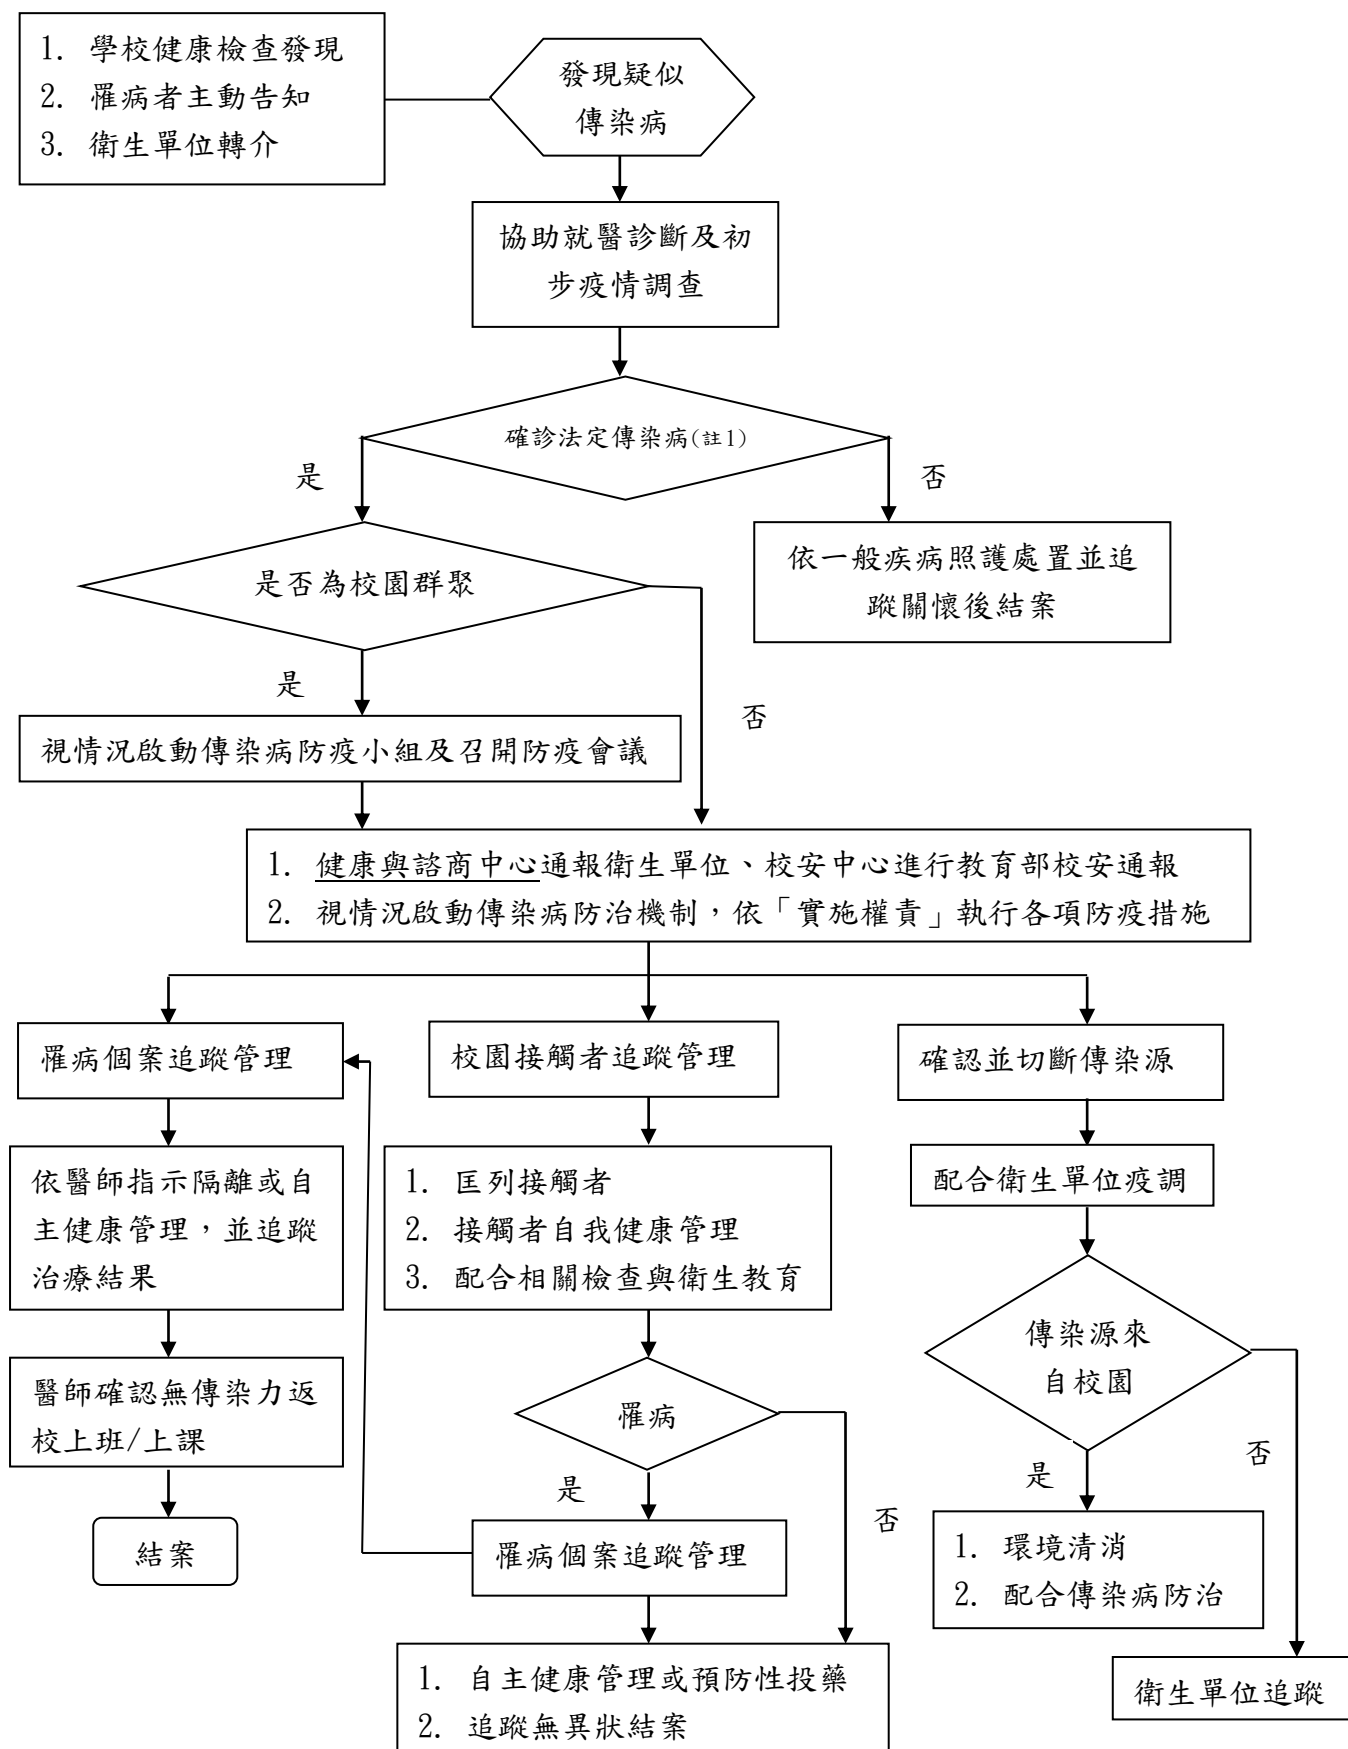 1. 學校健康檢查發現
2. 罹病者主動告知
3. 衛生單位轉介
發現疑似
傳染病
協助就醫診斷及初
步疫情調查
確診法定傳染病(註1)
是
否
是否為校園群聚
依一般疾病照護處置並追
蹤關懷後結案
是
否
視情況啟動傳染病防疫小組及召開防疫會議
1. 健康與諮商中心通報衛生單位、校安中心進行教育部校安通報
2. 視情況啟動傳染病防治機制，依「實施權責」執行各項防疫措施
罹病個案追蹤管理
校園接觸者追蹤管理
確認並切斷傳染源
依醫師指示隔離或自
主健康管理，並追蹤
治療結果
1. 匡列接觸者
2. 接觸者自我健康管理
3. 配合相關檢查與衛生教育
配合衛生單位疫調
傳染源來
自校園
醫師確認無傳染力返
校上班/上課
罹病
是
否
是
否
結案
罹病個案追蹤管理
1. 環境清消
2. 配合傳染病防治
1. 自主健康管理或預防性投藥
2. 追蹤無異狀結案
衛生單位追蹤